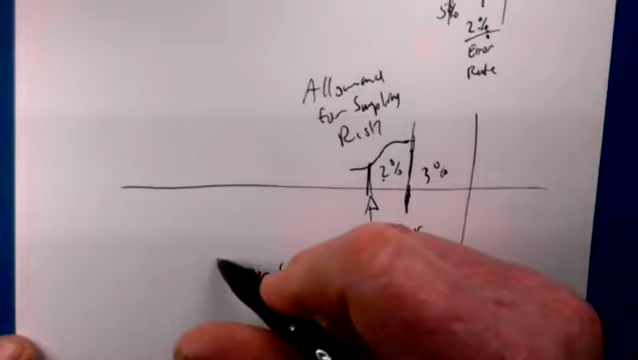 5%
2%
Error
Rate
Allowance
for Sampling
Risk
2%
3%